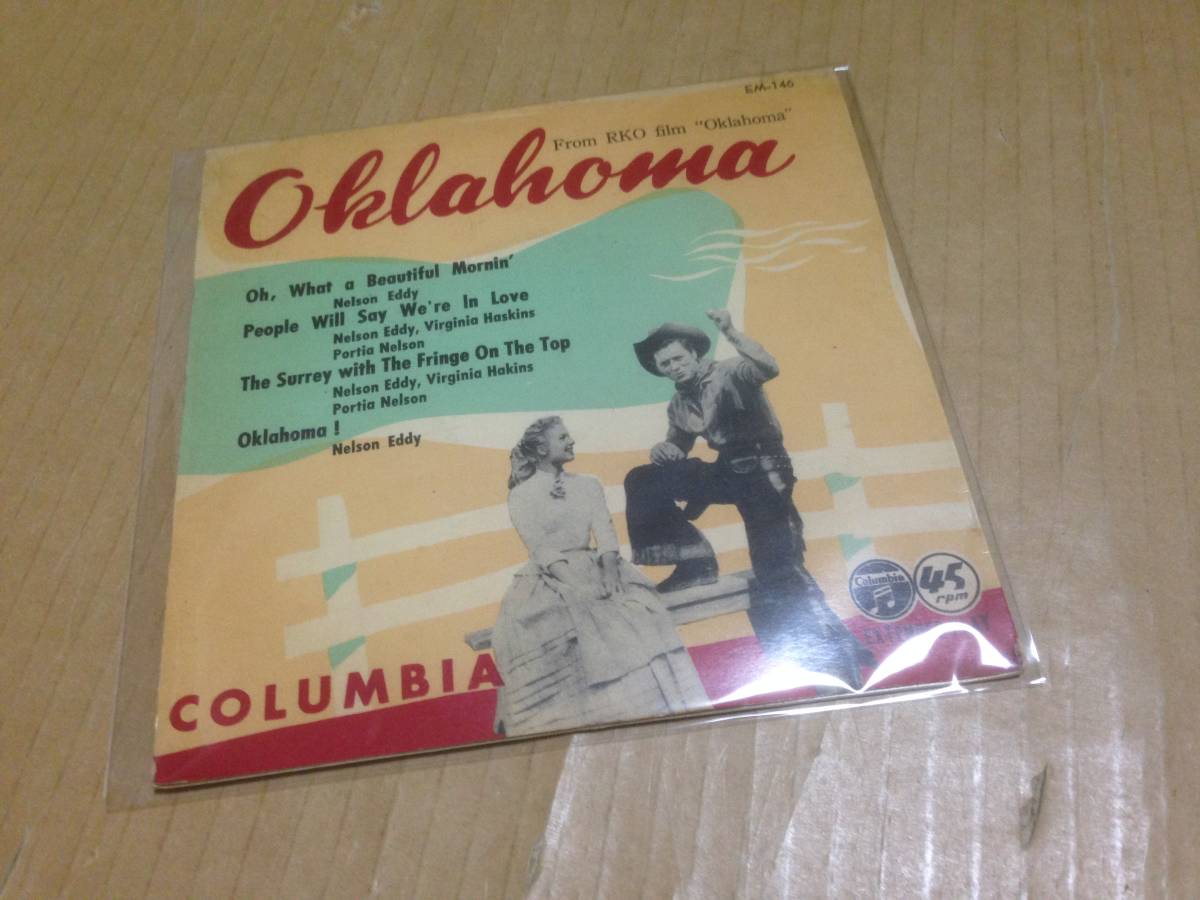 EM-146
From RKO film "Oklahoma"
Oklahoma
Oh, What a Beautiful Mornin'
Nelson Eddy
People Will Say We're In Love
Nelson Eddy, Virginia Haskins
Portia Nelson
The Surrey with The Fringe On The Top
Nelson Eddy, Virginia Hakins
Portia Nelson
Oklahoma !
Nelson Eddy
Columbia
45
rpm
COLUMBIA